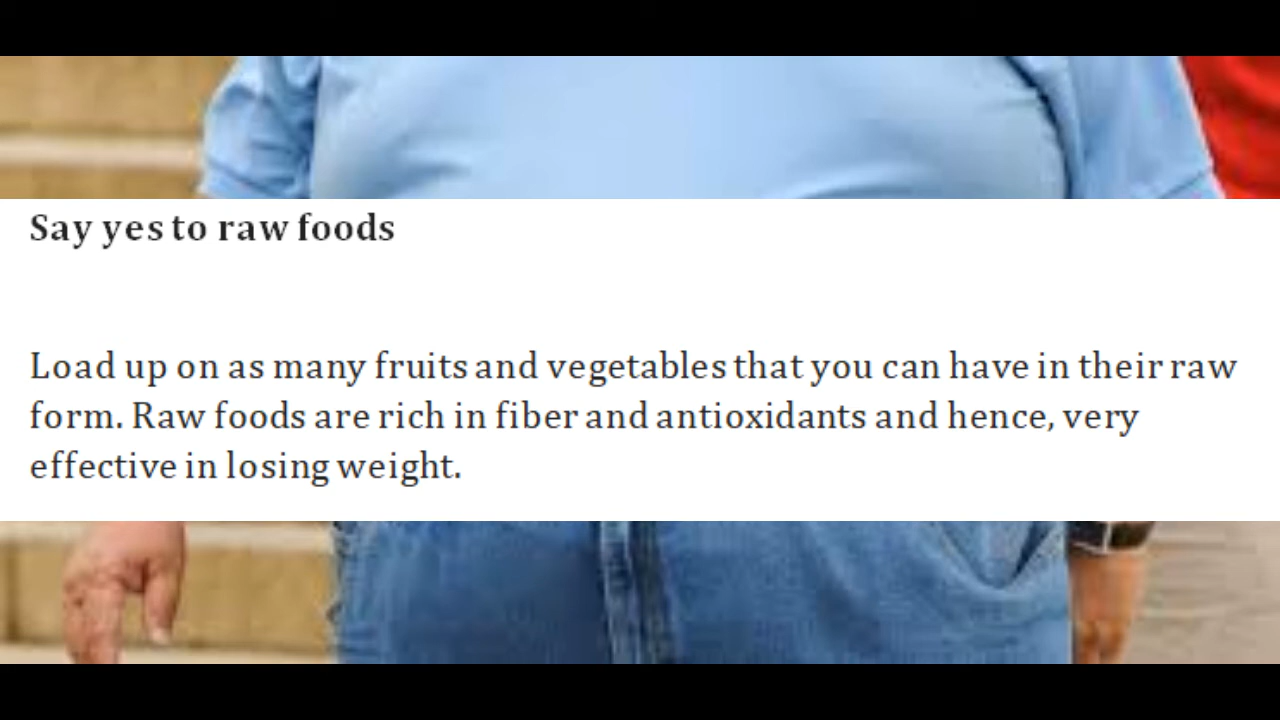 Say yes to raw foods
Load up on as many fruits and vegetables that you can have in their raw
form. Raw foods are rich in fiber and antioxidants and hence, very
effective in losing weight.